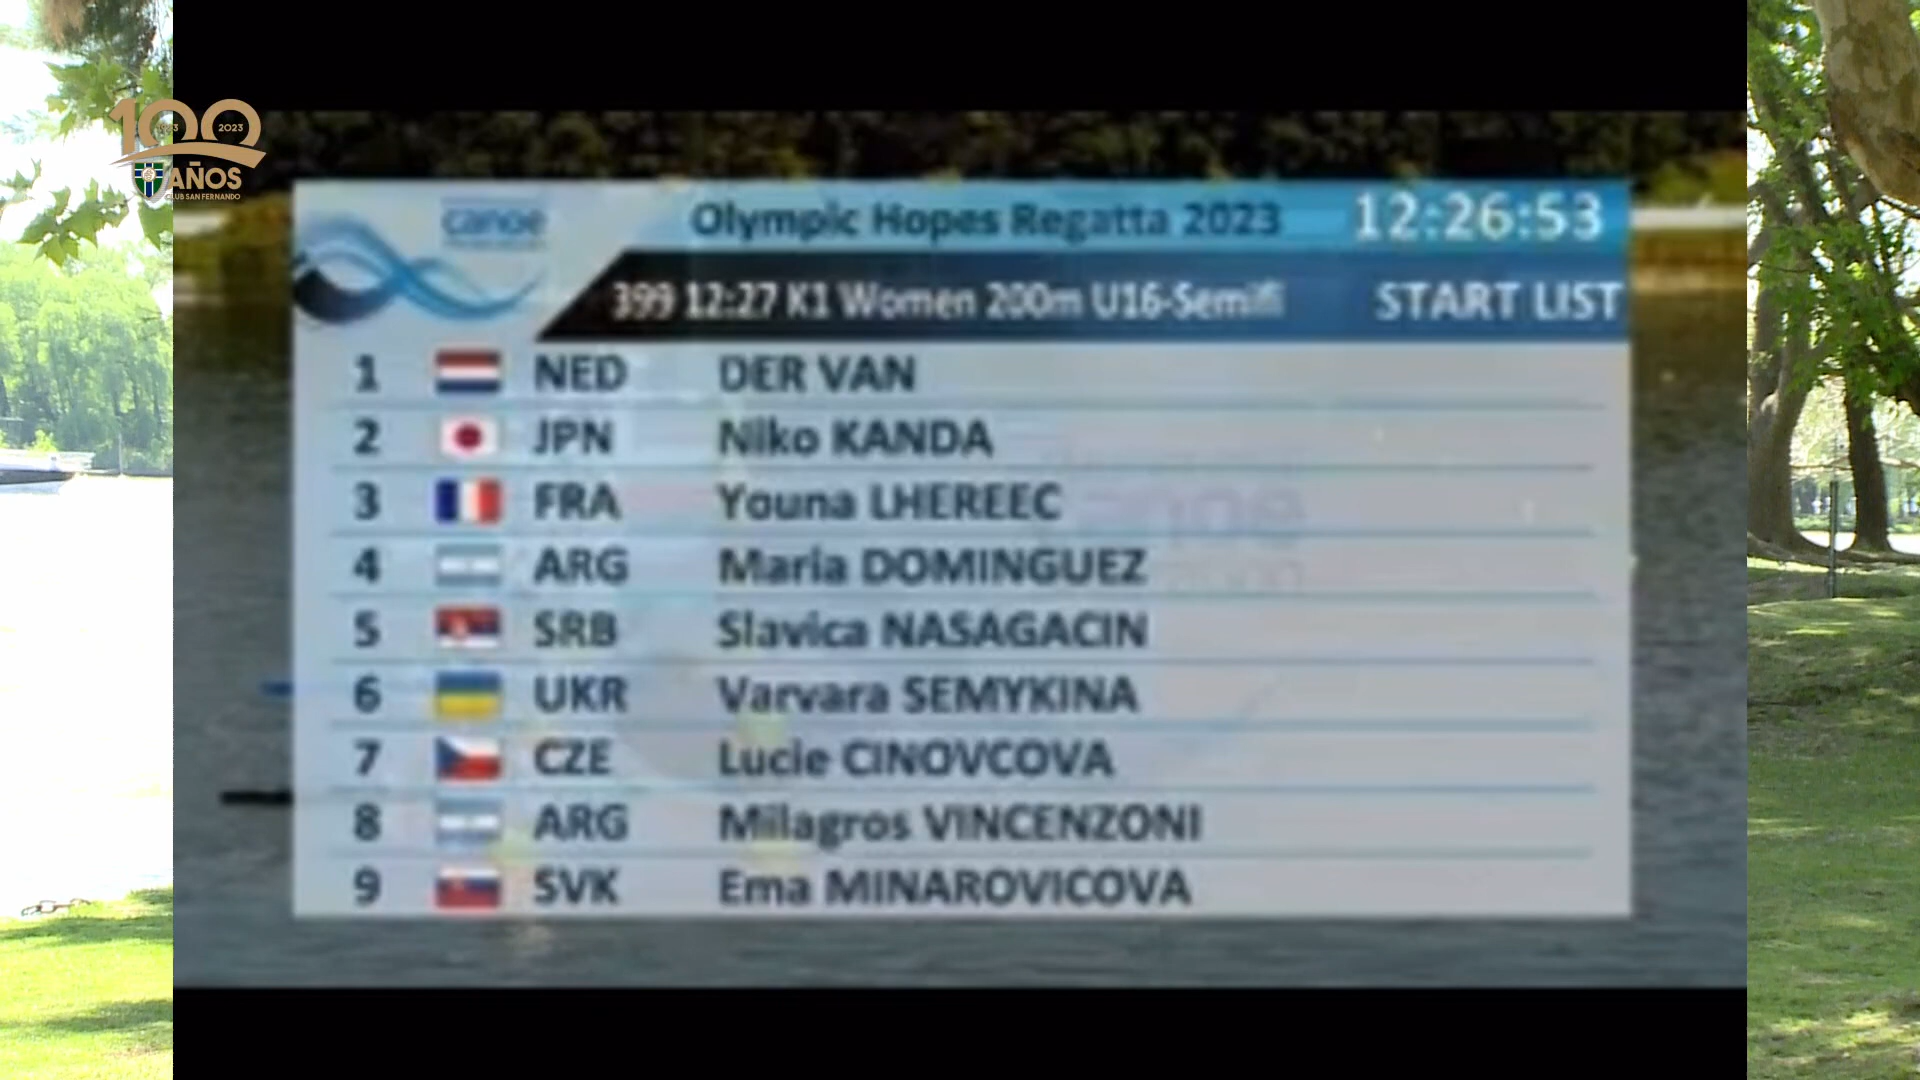 100
1923 2023
AÑOS
CLUB SAN FERNANDO
canoe
Olympic Hopes Regatta 2023
12:26:53
399 12:27 K1 Women 200m U16-Semifi
START LIST
1 NED DER VAN
2 JPN Niko KANDA
3 FRA Youna LHEREEC
4 ARG Maria DOMINGUEZ
5 SRB Slavica NASAGACIN
6 UKR Varvara SEMYKINA
7 CZE Lucie CINOVCOVA
8 ARG Milagros VINCENZONI
9 SVK Ema MINAROVICOVA